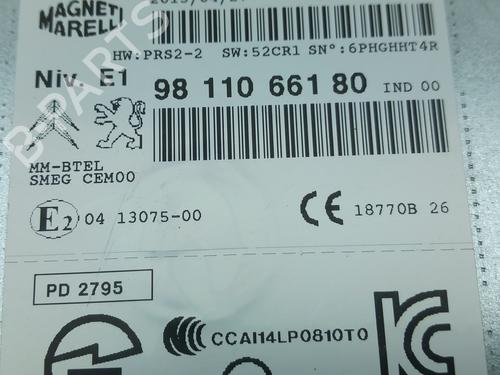 MAGNETI
MARELLI
HW:PRS2-2 SW:52CR1 SN°:6PHGHHT4R
Niv. E1
98 110 661 80 IND 00
MM-BTEL
SMEG CEM00
E2 04 13075-00
CE 18770B 26
PD 2795
CCAI14LP0810T0
B-PARTS